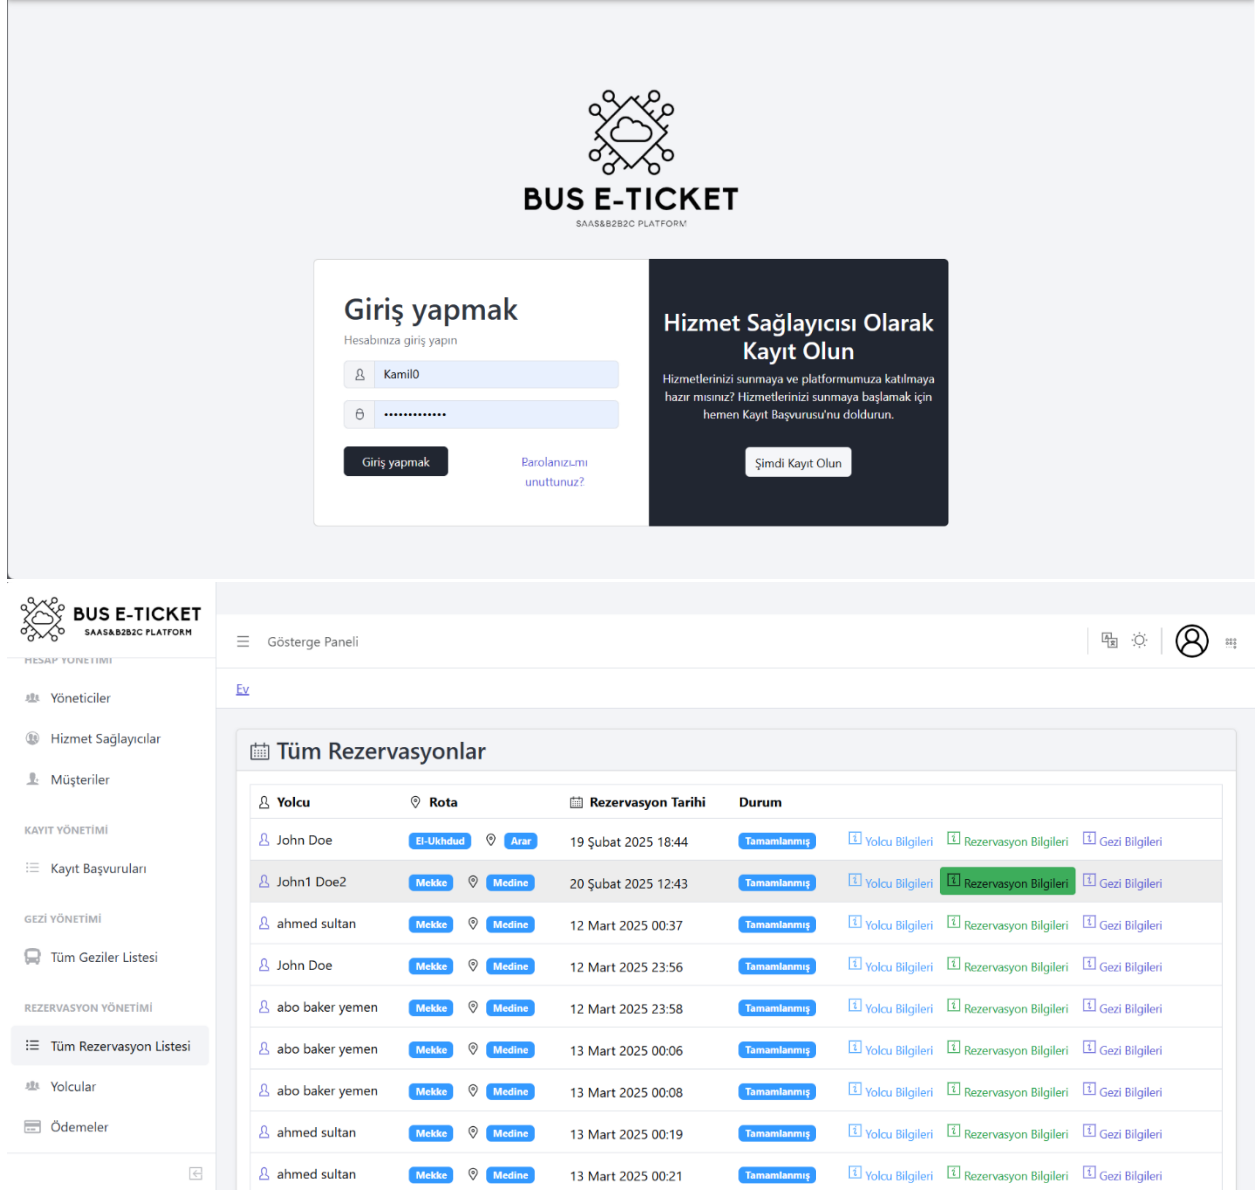 BUS E-TICKET
SAAS&B2B2C PLATFORM
Giriş yapmak
Hesabınıza giriş yapın
Kamil0
•••••••••••••
Giriş yapmak
Parolanızı mı
unuttunuz?
Hizmet Sağlayıcısı Olarak
Kayıt Olun
Hizmetlerinizi sunmaya ve platformumuza katılmaya
hazır mısınız? Hizmetlerinizi sunmaya başlamak için
hemen Kayıt Başvurusu'nu doldurun.
Şimdi Kayıt Olun
BUS E-TICKET
SAAS&B2B2C PLATFORM
HESAP YÖNETİMİ
Yöneticiler
Hizmet Sağlayıcılar
Müşteriler
KAYIT YÖNETİMİ
Kayıt Başvuruları
GEZİ YÖNETİMİ
Tüm Geziler Listesi
REZERVASYON YÖNETİMİ
Tüm Rezervasyon Listesi
Yolcular
Ödemeler
Gösterge Paneli
Ev
Tüm Rezervasyonlar
Yolcu Rota Rezervasyon Tarihi Durum
John Doe El-Ukhdud Arar 19 Şubat 2025 18:44 Tamamlanmış Yolcu Bilgileri Rezervasyon Bilgileri Gezi Bilgileri
John1 Doe2 Mekke Medine 20 Şubat 2025 12:43 Tamamlanmış Yolcu Bilgileri Rezervasyon Bilgileri Gezi Bilgileri
ahmed sultan Mekke Medine 12 Mart 2025 00:37 Tamamlanmış Yolcu Bilgileri Rezervasyon Bilgileri Gezi Bilgileri
John Doe Mekke Medine 12 Mart 2025 23:56 Tamamlanmış Yolcu Bilgileri Rezervasyon Bilgileri Gezi Bilgileri
abo baker yemen Mekke Medine 12 Mart 2025 23:58 Tamamlanmış Yolcu Bilgileri Rezervasyon Bilgileri Gezi Bilgileri
abo baker yemen Mekke Medine 13 Mart 2025 00:06 Tamamlanmış Yolcu Bilgileri Rezervasyon Bilgileri Gezi Bilgileri
abo baker yemen Mekke Medine 13 Mart 2025 00:08 Tamamlanmış Yolcu Bilgileri Rezervasyon Bilgileri Gezi Bilgileri
ahmed sultan Mekke Medine 13 Mart 2025 00:19 Tamamlanmış Yolcu Bilgileri Rezervasyon Bilgileri Gezi Bilgileri
ahmed sultan Mekke Medine 13 Mart 2025 00:21 Tamamlanmış Yolcu Bilgileri Rezervasyon Bilgileri Gezi Bilgileri